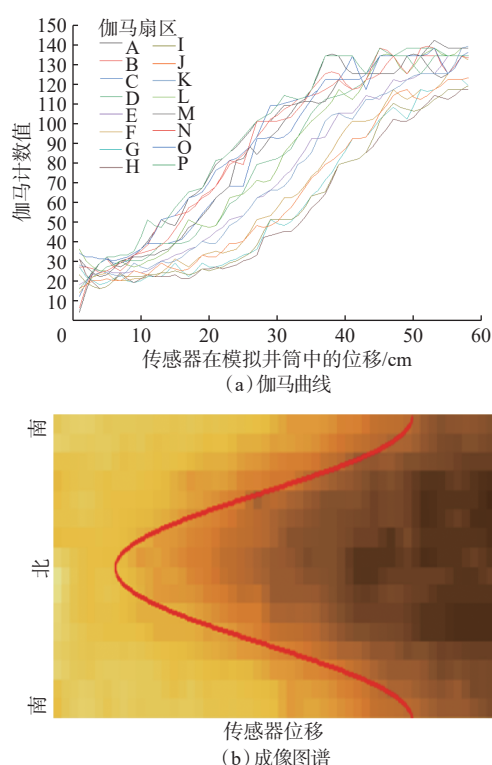 伽马扇区
A I
B J
C K
D L
E M
F N
G O
H P
150
140
130
120
110
100
90
80
70
60
50
40
30
20
10
伽马计数值
0 10 20 30 40 50 60
传感器在模拟井筒中的位移/cm
(a)伽马曲线
南
北
南
传感器位移
(b)成像图谱